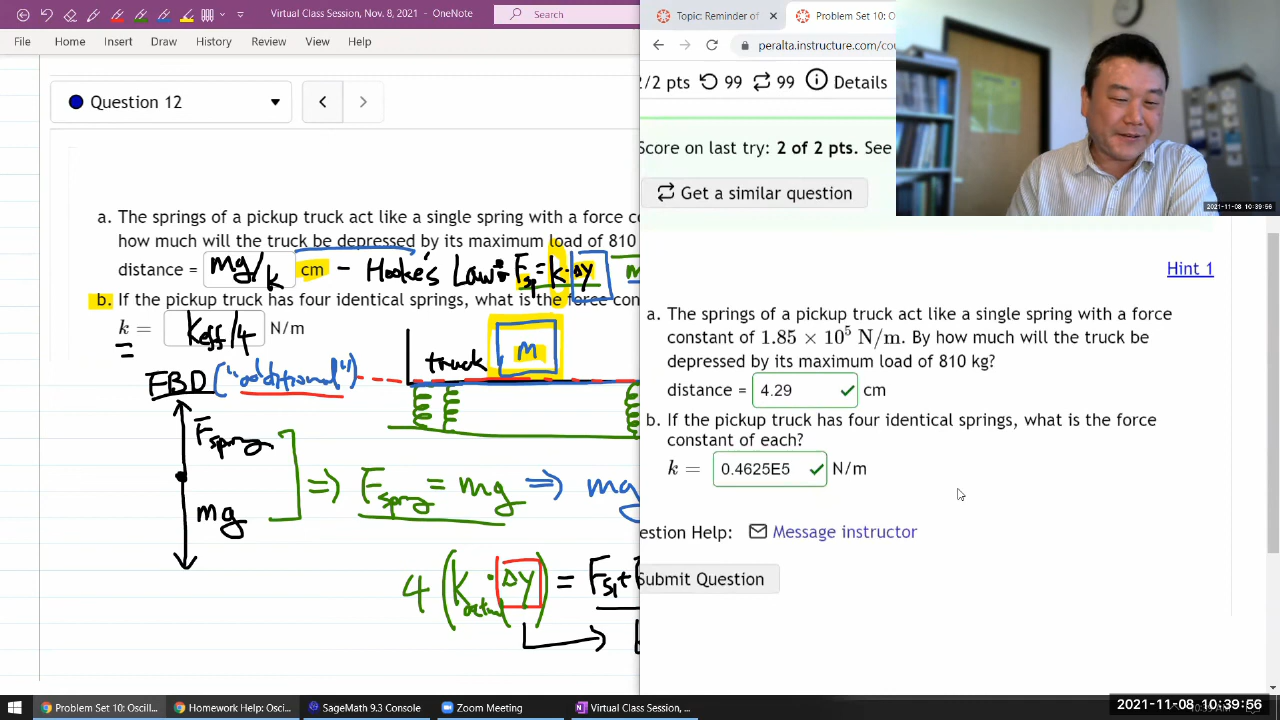 Virtual Class Session, Nov. 8, 2021 - OneNote
Search
File Home Insert Draw History Review View Help
Question 12
a. The springs of a pickup truck act like a single spring with a force co
how much will the truck be depressed by its maximum load of 810
distance = mg/k cm - Hooke's Law: Fsp = k·Δy
b. If the pickup truck has four identical springs, what is the force con
k = Keff/4 N/m
truck M
FBD ("additional")
Fspring
mg
⇒ Fspring = mg ⇒ mg
4 (k · Δy) = Fs1 +
Topic: Reminder of
Problem Set 10: O
peralta.instructure.com/cou
/2 pts 99 99 Details
Score on last try: 2 of 2 pts. See
Get a similar question
Hint 1
a. The springs of a pickup truck act like a single spring with a force
constant of 1.85 × 10⁵ N/m. By how much will the truck be
depressed by its maximum load of 810 kg?
distance = 4.29 cm
b. If the pickup truck has four identical springs, what is the force
constant of each?
k = 0.4625E5 N/m
estion Help: Message instructor
Submit Question
2021-11-08 10:39:56
Problem Set 10: Oscill...
Homework Help: Osci...
SageMath 9.3 Console
Zoom Meeting
Virtual Class Session, ...
2021-11-08 10:39:56